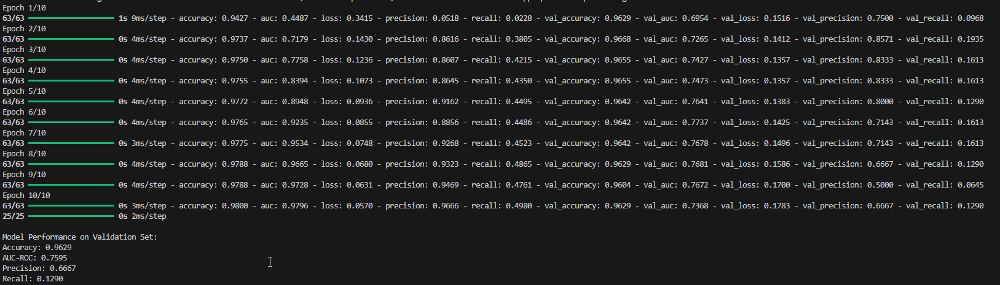 Epoch 1/10
63/63 1s 9ms/step - accuracy: 0.9427 - auc: 0.4487 - loss: 0.3415 - precision: 0.0518 - recall: 0.0228 - val_accuracy: 0.9629 - val_auc: 0.6954 - val_loss: 0.1516 - val_precision: 0.7500 - val_recall: 0.0968
Epoch 2/10
63/63 0s 4ms/step - accuracy: 0.9737 - auc: 0.7179 - loss: 0.1430 - precision: 0.8616 - recall: 0.3805 - val_accuracy: 0.9668 - val_auc: 0.7265 - val_loss: 0.1412 - val_precision: 0.8571 - val_recall: 0.1935
Epoch 3/10
63/63 0s 4ms/step - accuracy: 0.9750 - auc: 0.7758 - loss: 0.1236 - precision: 0.8607 - recall: 0.4215 - val_accuracy: 0.9655 - val_auc: 0.7427 - val_loss: 0.1357 - val_precision: 0.8333 - val_recall: 0.1613
Epoch 4/10
63/63 0s 4ms/step - accuracy: 0.9755 - auc: 0.8394 - loss: 0.1073 - precision: 0.8645 - recall: 0.4350 - val_accuracy: 0.9655 - val_auc: 0.7473 - val_loss: 0.1357 - val_precision: 0.8333 - val_recall: 0.1613
Epoch 5/10
63/63 0s 4ms/step - accuracy: 0.9772 - auc: 0.8948 - loss: 0.0936 - precision: 0.9162 - recall: 0.4495 - val_accuracy: 0.9642 - val_auc: 0.7641 - val_loss: 0.1383 - val_precision: 0.8000 - val_recall: 0.1290
Epoch 6/10
63/63 0s 4ms/step - accuracy: 0.9765 - auc: 0.9235 - loss: 0.0855 - precision: 0.8856 - recall: 0.4486 - val_accuracy: 0.9642 - val_auc: 0.7737 - val_loss: 0.1425 - val_precision: 0.7143 - val_recall: 0.1613
Epoch 7/10
63/63 0s 3ms/step - accuracy: 0.9775 - auc: 0.9534 - loss: 0.0748 - precision: 0.9268 - recall: 0.4523 - val_accuracy: 0.9642 - val_auc: 0.7678 - val_loss: 0.1496 - val_precision: 0.7143 - val_recall: 0.1613
Epoch 8/10
63/63 0s 4ms/step - accuracy: 0.9788 - auc: 0.9665 - loss: 0.0680 - precision: 0.9323 - recall: 0.4865 - val_accuracy: 0.9629 - val_auc: 0.7681 - val_loss: 0.1586 - val_precision: 0.6667 - val_recall: 0.1290
Epoch 9/10
63/63 0s 4ms/step - accuracy: 0.9788 - auc: 0.9728 - loss: 0.0631 - precision: 0.9469 - recall: 0.4761 - val_accuracy: 0.9604 - val_auc: 0.7672 - val_loss: 0.1700 - val_precision: 0.5000 - val_recall: 0.0645
Epoch 10/10
63/63 0s 3ms/step - accuracy: 0.9800 - auc: 0.9796 - loss: 0.0570 - precision: 0.9666 - recall: 0.4980 - val_accuracy: 0.9629 - val_auc: 0.7368 - val_loss: 0.1783 - val_precision: 0.6667 - val_recall: 0.1290
25/25 0s 2ms/step
Model Performance on Validation Set:
Accuracy: 0.9629
AUC-ROC: 0.7595
Precision: 0.6667
Recall: 0.1290